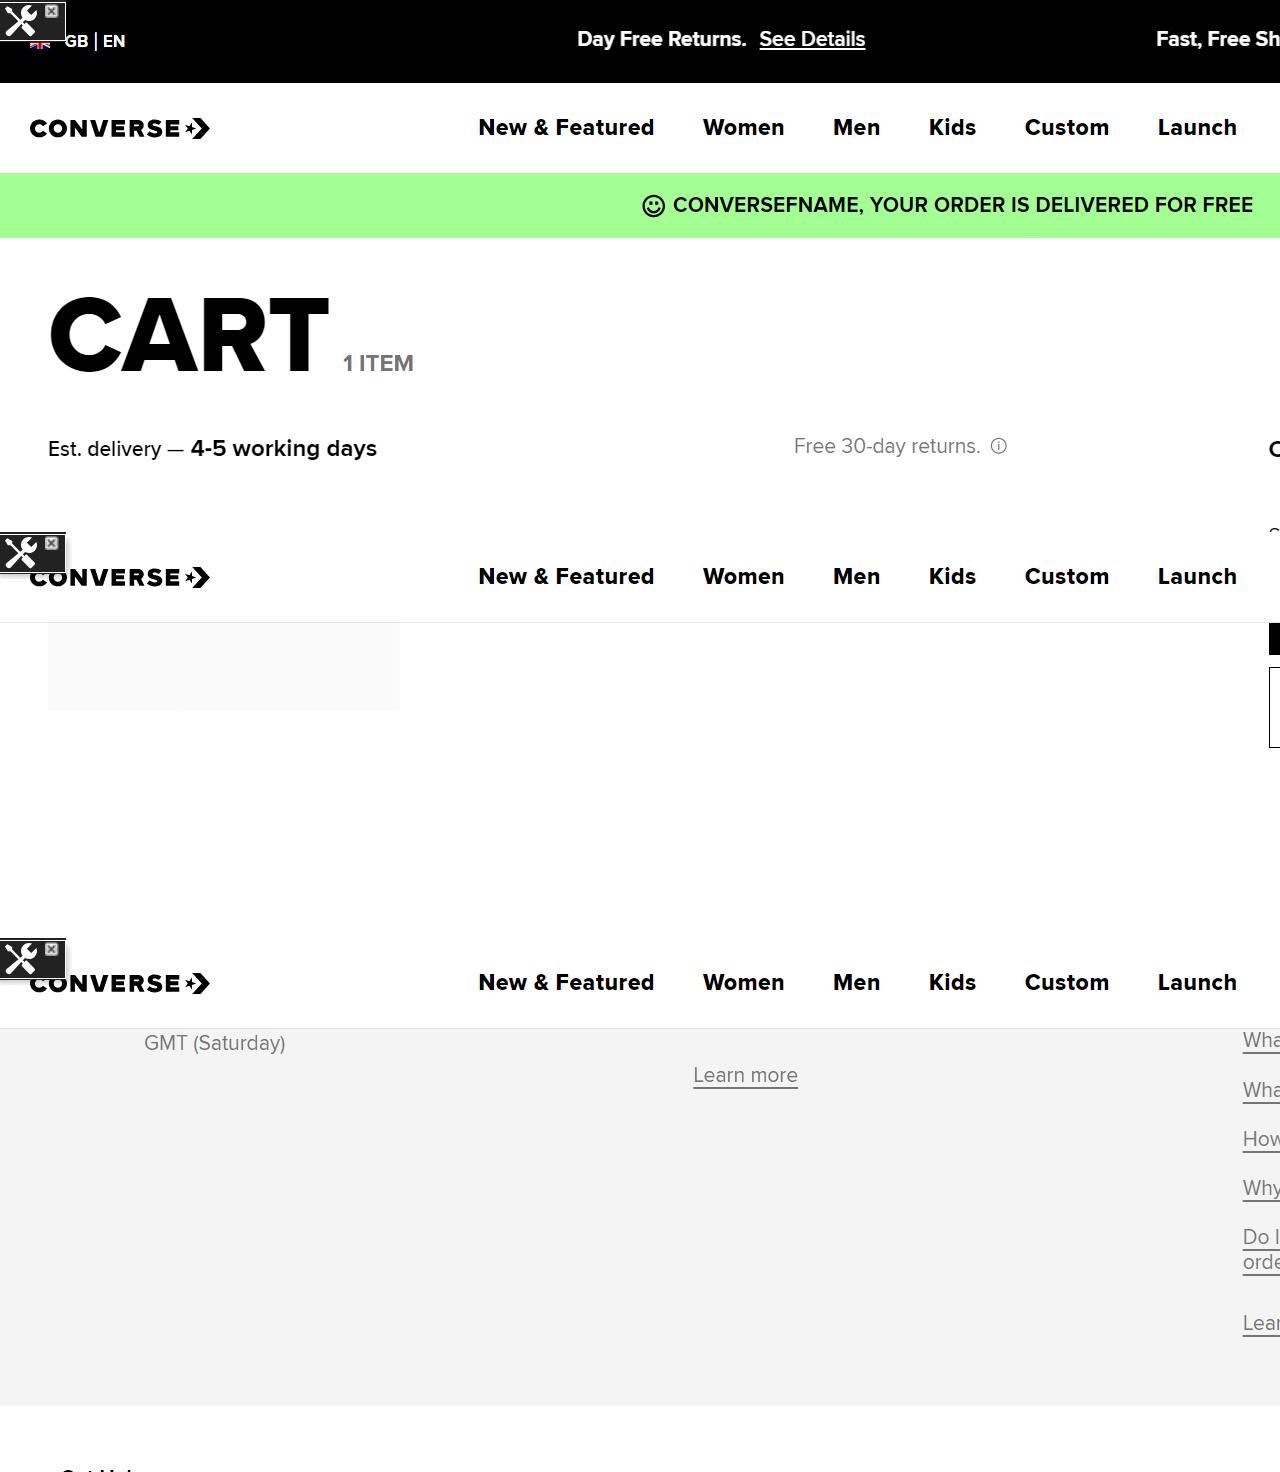 GB | EN
Day Free Returns. See Details
Fast, Free Sh
CONVERSE
New & Featured Women Men Kids Custom Launch
CONVERSEFNAME, YOUR ORDER IS DELIVERED FOR FREE
CART 1 ITEM
Est. delivery — 4-5 working days
Free 30-day returns.
CONVERSE
New & Featured Women Men Kids Custom Launch
CONVERSE
New & Featured Women Men Kids Custom Launch
GMT (Saturday)
Learn more
Wha
Wha
How
Why
Do I
orde
Lear